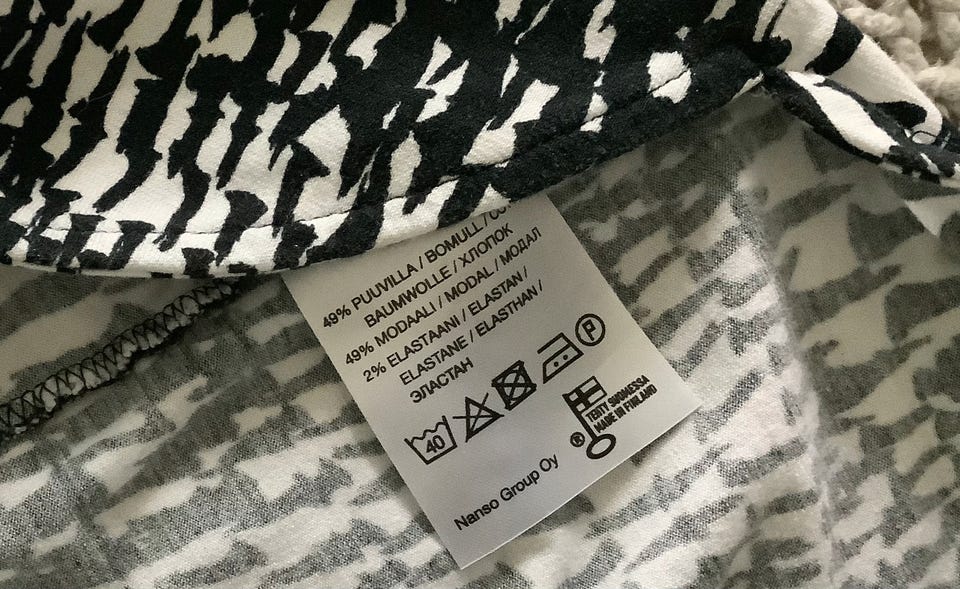 49% PUUVILLA / BOMULL /
BAUMWOLLE / ХЛОПОК
49% MODAALI / MODAL / МОДАЛ
2% ELASTAANI / ELASTAN /
ELASTANE / ELASTHAN /
ЭЛАСТАН
40
P
TEHTY SUOMESSA
MADE IN FINLAND
®
Nanso Group Oy